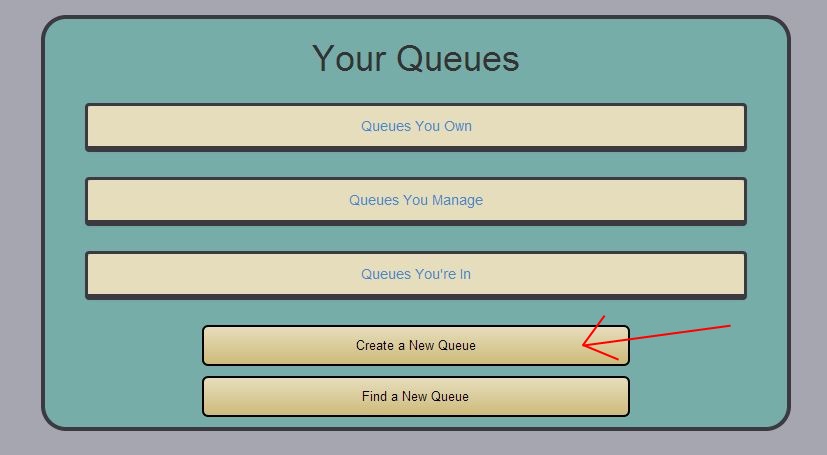 Your Queues
Queues You Own
Queues You Manage
Queues You're In
Create a New Queue
Find a New Queue